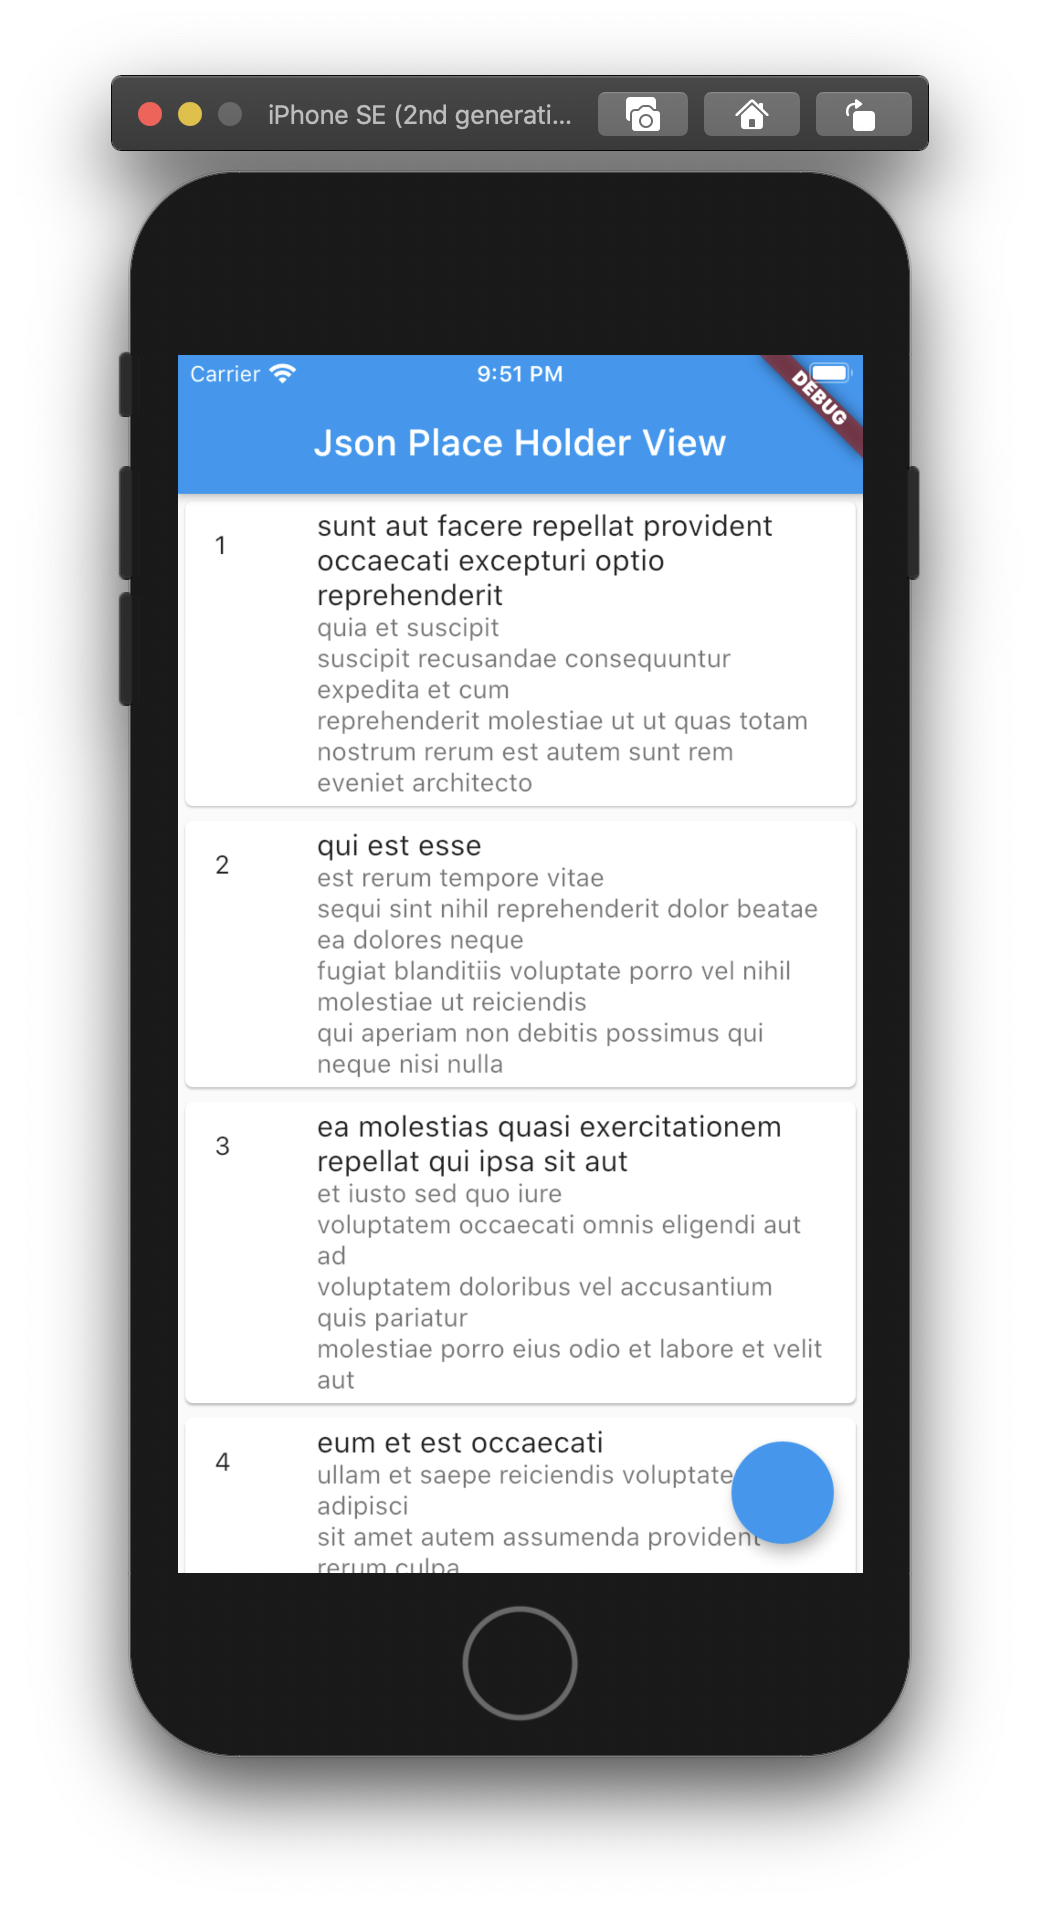 iPhone SE (2nd generati...
Carrier
9:51 PM
DEBUG
Json Place Holder View
1
sunt aut facere repellat provident
occaecati excepturi optio
reprehenderit
quia et suscipit
suscipit recusandae consequuntur
expedita et cum
reprehenderit molestiae ut ut quas totam
nostrum rerum est autem sunt rem
eveniet architecto
2
qui est esse
est rerum tempore vitae
sequi sint nihil reprehenderit dolor beatae
ea dolores neque
fugiat blanditiis voluptate porro vel nihil
molestiae ut reiciendis
qui aperiam non debitis possimus qui
neque nisi nulla
3
ea molestias quasi exercitationem
repellat qui ipsa sit aut
et iusto sed quo iure
voluptatem occaecati omnis eligendi aut
ad
voluptatem doloribus vel accusantium
quis pariatur
molestiae porro eius odio et labore et velit
aut
4
eum et est occaecati
ullam et saepe reiciendis voluptate
adipisci
sit amet autem assumenda provident
rerum culpa